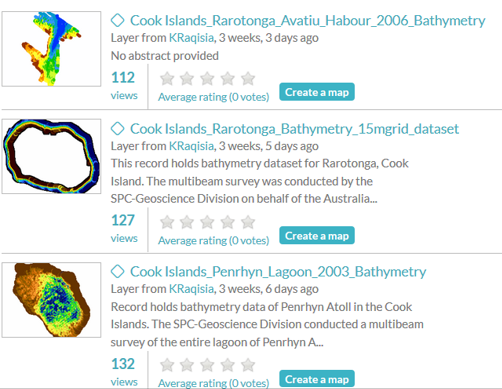 Cook Islands_Rarotonga_Avatiu_Habour_2006_Bathymetry
Layer from KRaqisia, 3 weeks, 3 days ago
No abstract provided
112
views
Average rating (0 votes)
Create a map
Cook Islands_Rarotonga_Bathymetry_15mgrid_dataset
Layer from KRaqisia, 3 weeks, 5 days ago
This record holds bathymetry dataset for Rarotonga, Cook
Island. The multibeam survey was conducted by the
SPC-Geoscience Division on behalf of the Australia...
127
views
Average rating (0 votes)
Create a map
Cook Islands_Penrhyn_Lagoon_2003_Bathymetry
Layer from KRaqisia, 3 weeks, 6 days ago
Record holds bathymetry data of Penrhyn Atoll in the Cook
Islands. The SPC-Geoscience Division conducted a multibeam
survey of the entire lagoon of Penrhyn A...
132
views
Average rating (0 votes)
Create a map